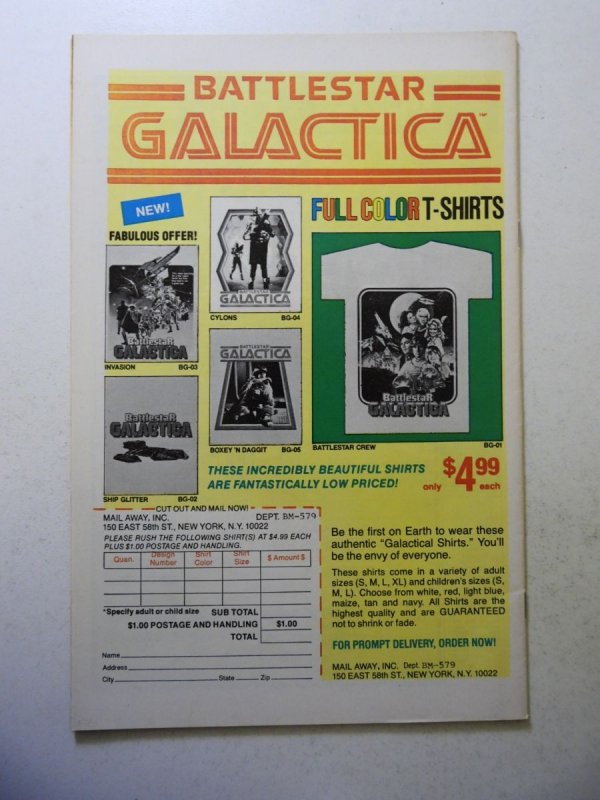 BATTLESTAR
GALACTICA™
NEW!
FABULOUS OFFER!
FULL COLOR T-SHIRTS
BattlestaR
GALACTICA
INVASION BG-03
BATTLESTAR
GALACTICA
CYLONS BG-04
BATTLESTAR
GALACTICA
BOXEY 'N DAGGIT BG-05
BattlestaR
GALACTICA
SHIP GLITTER BG-02
BattlestaR
GALACTICA
BATTLESTAR CREW BG-01
THESE INCREDIBLY BEAUTIFUL SHIRTS
ARE FANTASTICALLY LOW PRICED!
only $4.99 each
CUT OUT AND MAIL NOW!
MAIL AWAY, INC. DEPT. BM-579
150 EAST 58th ST., NEW YORK, N.Y. 10022
PLEASE RUSH THE FOLLOWING SHIRT(S) AT $4.99 EACH
PLUS $1.00 POSTAGE AND HANDLING.
Quan. Design Number Shirt Color Shirt Size $ Amount $
*Specify adult or child size SUB TOTAL
$1.00 POSTAGE AND HANDLING $1.00
TOTAL
Name
Address
City State Zip
Be the first on Earth to wear these
authentic "Galactical Shirts." You'll
be the envy of everyone.
These shirts come in a variety of adult
sizes (S, M, L, XL) and children's sizes (S,
M, L). Choose from white, red, light blue,
maize, tan and navy. All Shirts are the
highest quality and are GUARANTEED
not to shrink or fade.
FOR PROMPT DELIVERY, ORDER NOW!
MAIL AWAY, INC. Dept. BM-579
150 EAST 58th ST., NEW YORK, N.Y. 10022